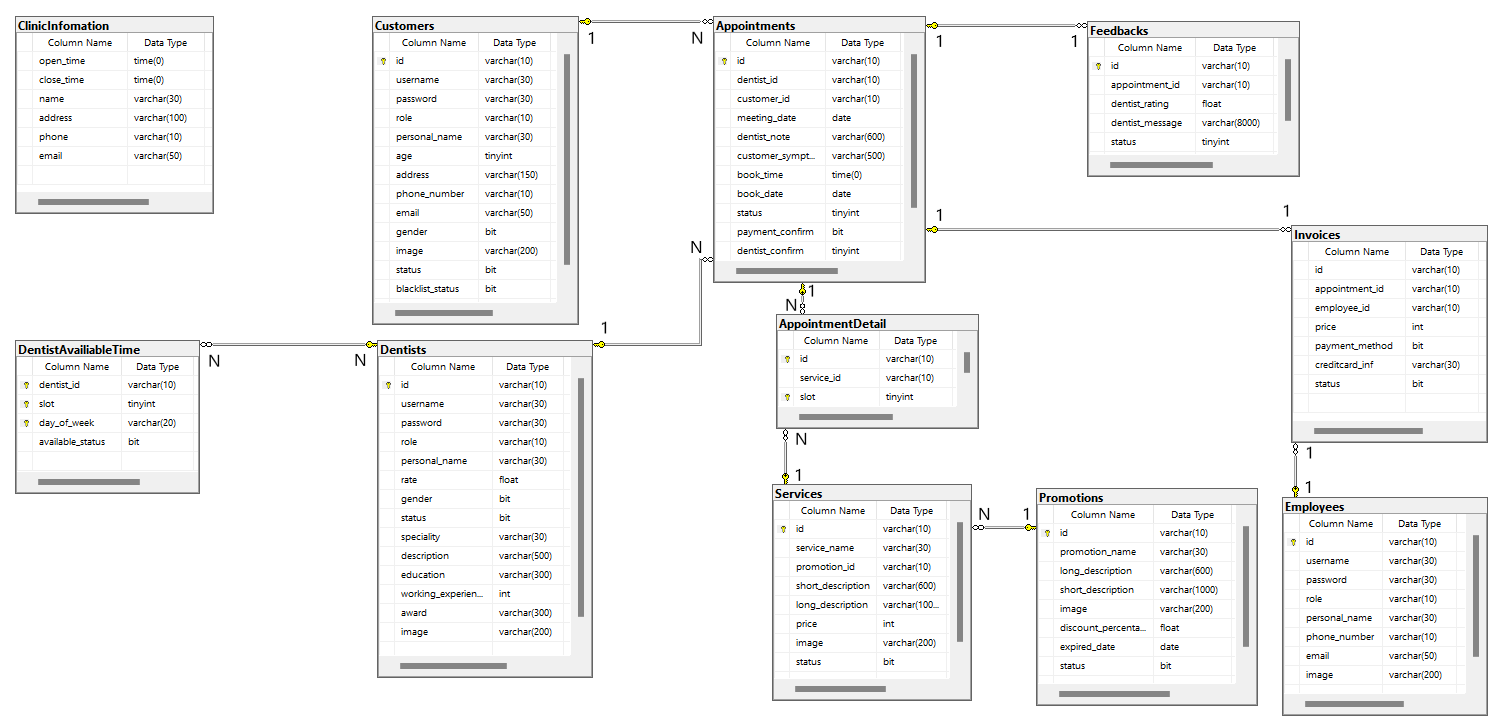 ClinicInfomation
Column Name Data Type
open_time time(0)
close_time time(0)
name varchar(30)
address varchar(100)
phone varchar(10)
email varchar(50)
Customers
Column Name Data Type
id varchar(10)
username varchar(30)
password varchar(30)
role varchar(10)
personal_name varchar(30)
age tinyint
address varchar(150)
phone_number varchar(10)
email varchar(50)
gender bit
image varchar(200)
status bit
blacklist_status bit
1
N
Appointments
Column Name Data Type
id varchar(10)
dentist_id varchar(10)
customer_id varchar(10)
meeting_date date
dentist_note varchar(600)
customer_sympt... varchar(500)
book_time time(0)
book_date date
status tinyint
payment_confirm bit
dentist_confirm tinyint
1
1
Feedbacks
Column Name Data Type
id varchar(10)
appointment_id varchar(10)
dentist_rating float
dentist_message varchar(8000)
status tinyint
1
1
Invoices
Column Name Data Type
id varchar(10)
appointment_id varchar(10)
employee_id varchar(10)
price int
payment_method bit
creditcard_inf varchar(30)
status bit
N
1
1
N
AppointmentDetail
Column Name Data Type
id varchar(10)
service_id varchar(10)
slot tinyint
DentistAvailiableTime
Column Name Data Type
dentist_id varchar(10)
slot tinyint
day_of_week varchar(20)
available_status bit
N
N
Dentists
Column Name Data Type
id varchar(10)
username varchar(30)
password varchar(30)
role varchar(10)
personal_name varchar(30)
rate float
gender bit
status bit
speciality varchar(30)
description varchar(500)
education varchar(300)
working_experien... int
award varchar(300)
image varchar(200)
N
1
Services
Column Name Data Type
id varchar(10)
service_name varchar(30)
promotion_id varchar(10)
short_description varchar(600)
long_description varchar(100...
price int
image varchar(200)
status bit
N
1
Promotions
Column Name Data Type
id varchar(10)
promotion_name varchar(30)
long_description varchar(600)
short_description varchar(1000)
image varchar(200)
discount_percenta... float
expired_date date
status bit
1
1
Employees
Column Name Data Type
id varchar(10)
username varchar(30)
password varchar(30)
role varchar(10)
personal_name varchar(30)
phone_number varchar(10)
email varchar(50)
image varchar(200)